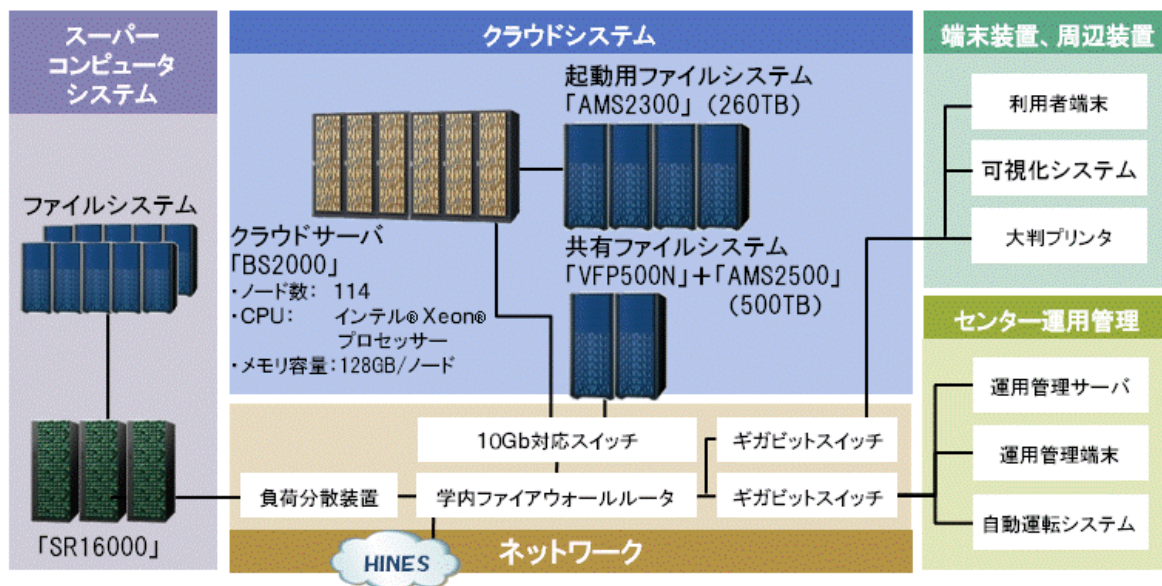 スーパー
コンピュータ
システム
ファイルシステム
「SR16000」
クラウドシステム
起動用ファイルシステム
「AMS2300」（260TB）
クラウドサーバ
「BS2000」
・ノード数： 114
・CPU： インテル® Xeon®
プロセッサー
・メモリ容量：128GB/ノード
共有ファイルシステム
「VFP500N」＋「AMS2500」
（500TB）
端末装置、周辺装置
利用者端末
可視化システム
大判プリンタ
センター運用管理
運用管理サーバ
運用管理端末
自動運転システム
10Gb対応スイッチ
ギガビットスイッチ
負荷分散装置
学内ファイアウォールルータ
ギガビットスイッチ
HINES
ネットワーク